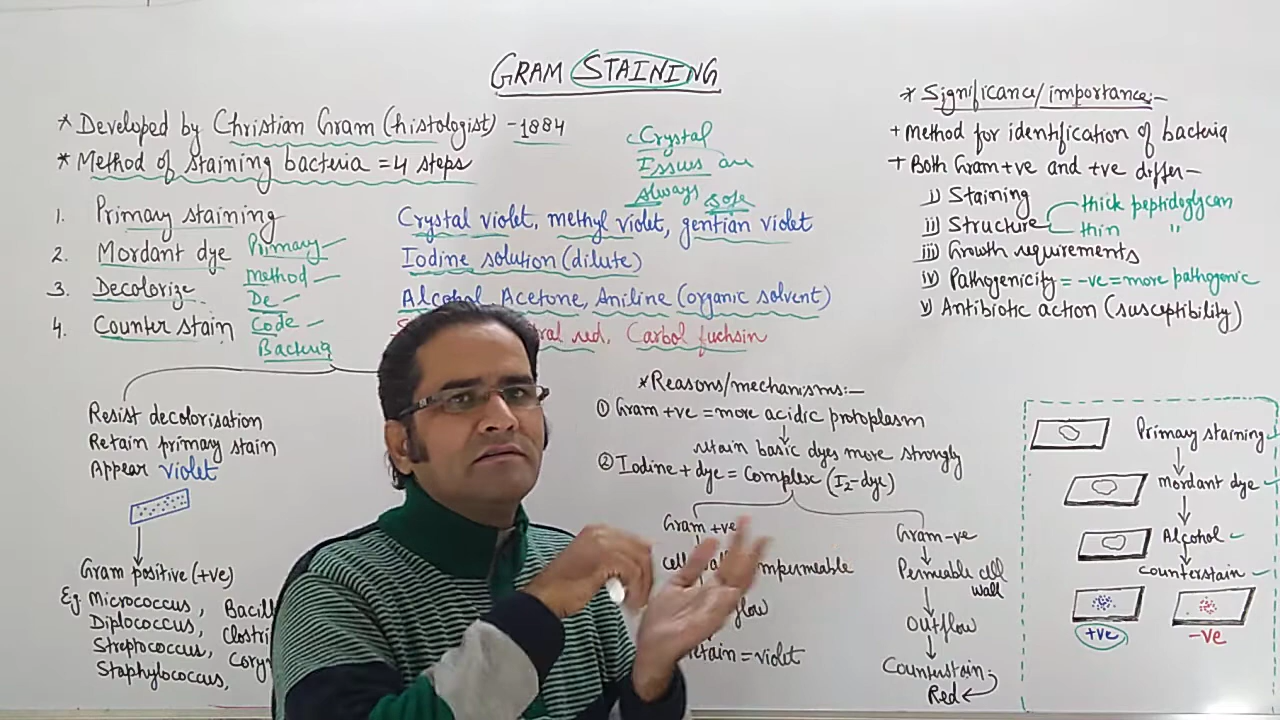 GRAM STAINING
* Developed by Christian Gram (histologist) - 1884
* Method of staining bacteria = 4 steps
Crystal
Issues an
always sofe
1. Primary staining
Crystal violet, methyl violet, gentian violet
2. Mordant dye
Iodine solution (dilute)
3. Decolorize
Alcohol, Acetone, Aniline (organic solvent)
4. Counter stain
red, Carbol fuchsin
Primary
Method
De
Code
Bacteria
Resist decolorisation
Retain primary stain
Appear violet
Gram positive (+ve)
Eg Micrococcus,
Diplococcus,
Streptococcus,
Staphylococcus,
* Reasons/mechanisms:-
① Gram +ve = more acidic protoplasm
retain basic dyes more strongly
② Iodine + dye = Complex (I2-dye)
Gram +ve
impermeable
= violet
Gram -ve
Permeable cell
wall
Outflow
Counterstain
Red
* Significance/importance:-
+ Method for identification of bacteria
+ Both Gram +ve and +ve differ-
i) Staining
ii) Structure
thick peptidoglycan
thin "
iii) Growth requirements
iv) Pathogenicity = -ve = more pathogenic
v) Antibiotic action (susceptibility)
Primary staining
Mordant dye
Alcohol
Counterstain
+ve
-ve